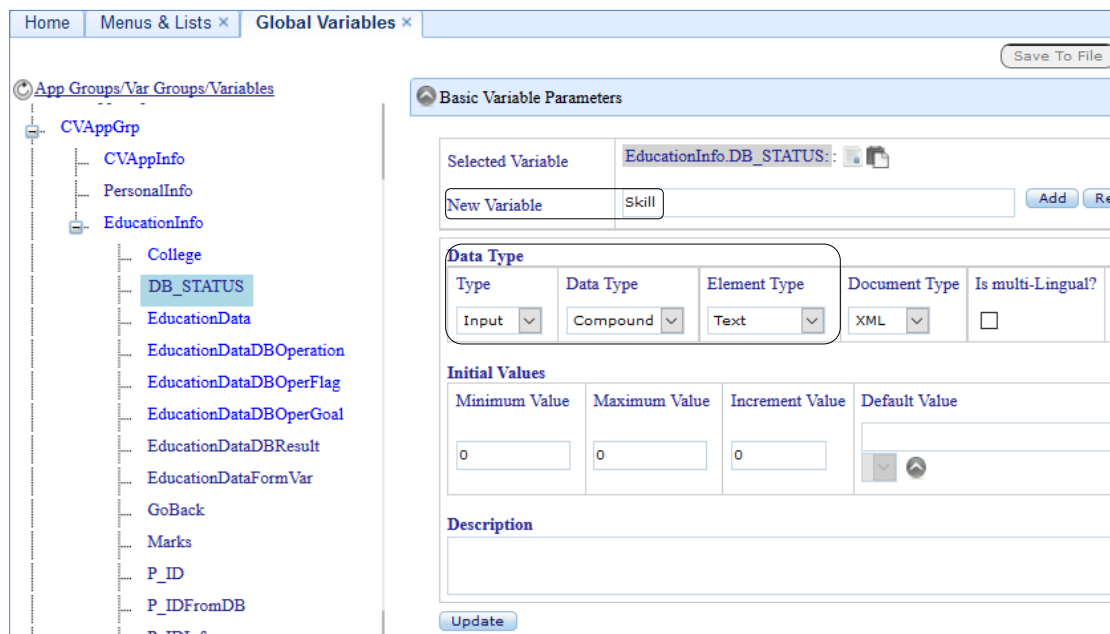 Home Menus & Lists × Global Variables ×
Save To File
App Groups/Var Groups/Variables
CVAppGrp
CVAppInfo
PersonalInfo
EducationInfo
College
DB_STATUS
EducationData
EducationDataDBOperation
EducationDataDBOperFlag
EducationDataDBOperGoal
EducationDataDBResult
EducationDataFormVar
GoBack
Marks
P_ID
P_IDFromDB
Basic Variable Parameters
Selected Variable EducationInfo.DB_STATUS: :
New Variable Skill Add Re
Data Type
Type Data Type Element Type Document Type Is multi-Lingual?
Input Compound Text XML
Initial Values
Minimum Value Maximum Value Increment Value Default Value
0 0 0
Description
Update